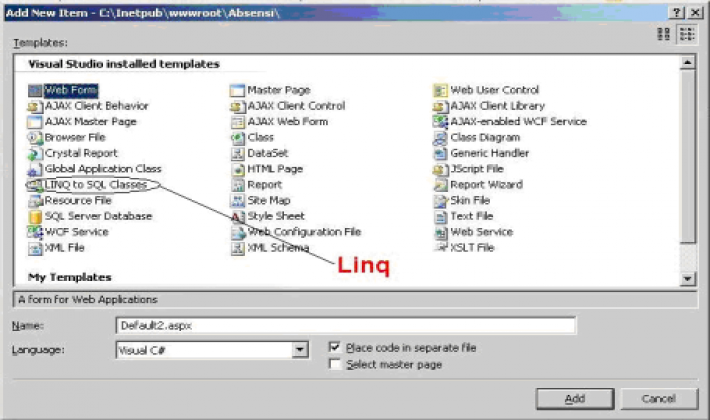 Add New Item - C:\Inetpub\wwwroot\Absensi\
Templates:
Visual Studio installed templates
Web Form Master Page Web User Control
AJAX Client Behavior AJAX Client Control AJAX Client Library
AJAX Master Page AJAX Web Form AJAX-enabled WCF Service
Browser File Class Class Diagram
Crystal Report DataSet Generic Handler
Global Application Class HTML Page JScript File
LINQ to SQL Classes Report Report Wizard
Resource File Site Map Skin File
SQL Server Database Style Sheet Text File
WCF Service Web Configuration File Web Service
XML File XML Schema XSLT File
Linq
My Templates
A form for Web Applications
Name: Default2.aspx
Language: Visual C# Place code in separate file
Select master page
Add Cancel